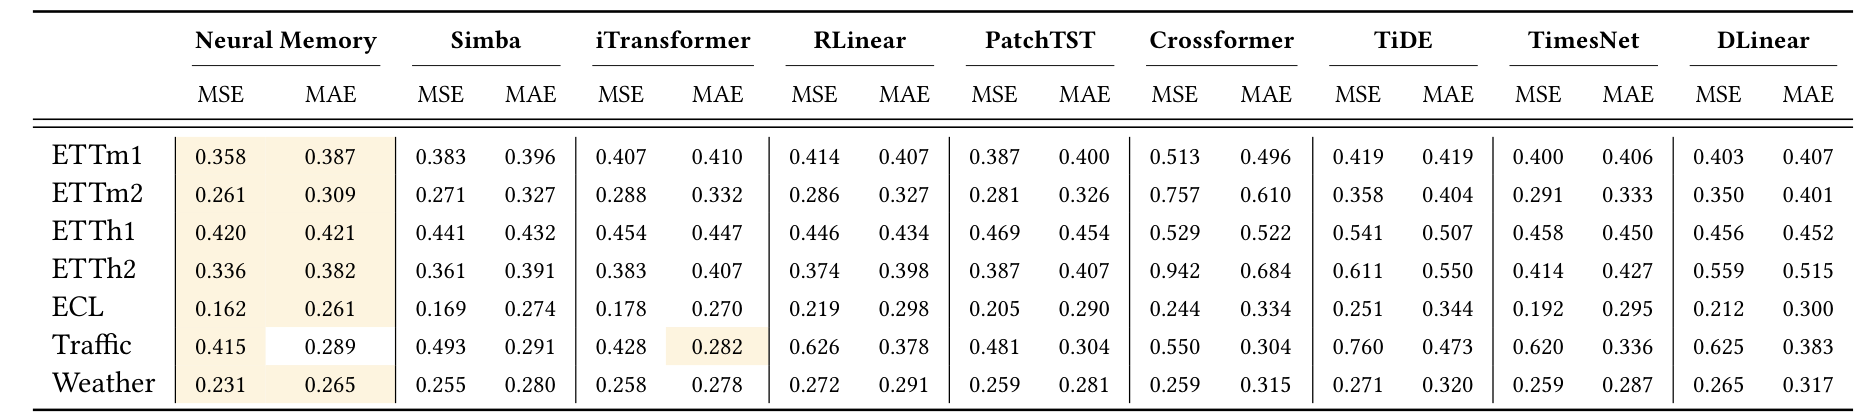 Neural Memory Simba iTransformer RLinear PatchTST Crossformer TiDE TimesNet DLinear
MSE MAE MSE MAE MSE MAE MSE MAE MSE MAE MSE MAE MSE MAE MSE MAE MSE MAE
ETTm1 0.358 0.387 0.383 0.396 0.407 0.410 0.414 0.407 0.387 0.400 0.513 0.496 0.419 0.419 0.400 0.406 0.403 0.407
ETTm2 0.261 0.309 0.271 0.327 0.288 0.332 0.286 0.327 0.281 0.326 0.757 0.610 0.358 0.404 0.291 0.333 0.350 0.401
ETTh1 0.420 0.421 0.441 0.432 0.454 0.447 0.446 0.434 0.469 0.454 0.529 0.522 0.541 0.507 0.458 0.450 0.456 0.452
ETTh2 0.336 0.382 0.361 0.391 0.383 0.407 0.374 0.398 0.387 0.407 0.942 0.684 0.611 0.550 0.414 0.427 0.559 0.515
ECL 0.162 0.261 0.169 0.274 0.178 0.270 0.219 0.298 0.205 0.290 0.244 0.334 0.251 0.344 0.192 0.295 0.212 0.300
Traffic 0.415 0.289 0.493 0.291 0.428 0.282 0.626 0.378 0.481 0.304 0.550 0.304 0.760 0.473 0.620 0.336 0.625 0.383
Weather 0.231 0.265 0.255 0.280 0.258 0.278 0.272 0.291 0.259 0.281 0.259 0.315 0.271 0.320 0.259 0.287 0.265 0.317